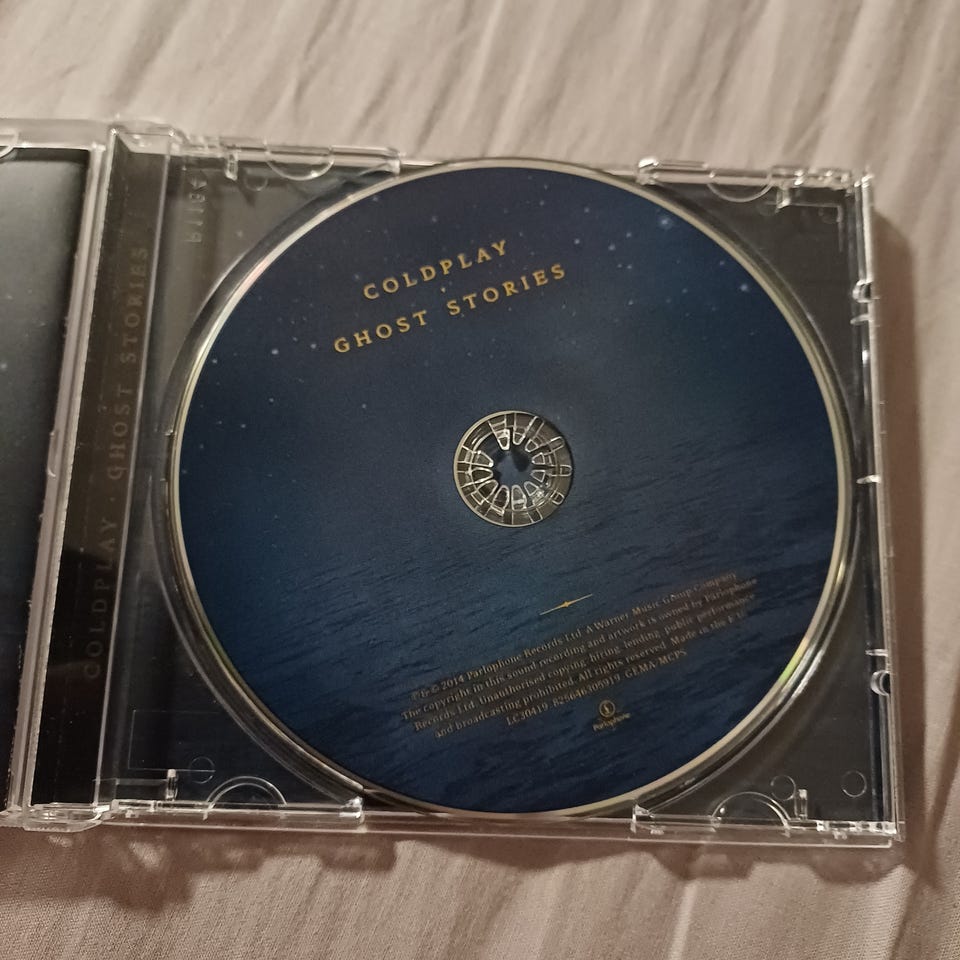 COLDPLAY
GHOST STORIES
℗ & © 2014 Parlophone Records Ltd. A Warner Music Group Company
The copyright in this sound recording and artwork is owned by Parlophone
Records Ltd. Unauthorised copying, hiring, lending, public performance
and broadcasting prohibited. All rights reserved. Made in the E.U.
LC30419 825646305919 GEMA-MCPS
Parlophone
COLDPLAY · GHOST STORIES